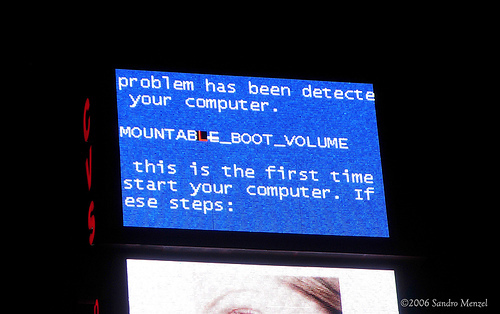 problem has been detecte
your computer.
MOUNTABLE_BOOT_VOLUME
this is the first time
start your computer. If
ese steps:
CVS
©2006 Sandro Menzel